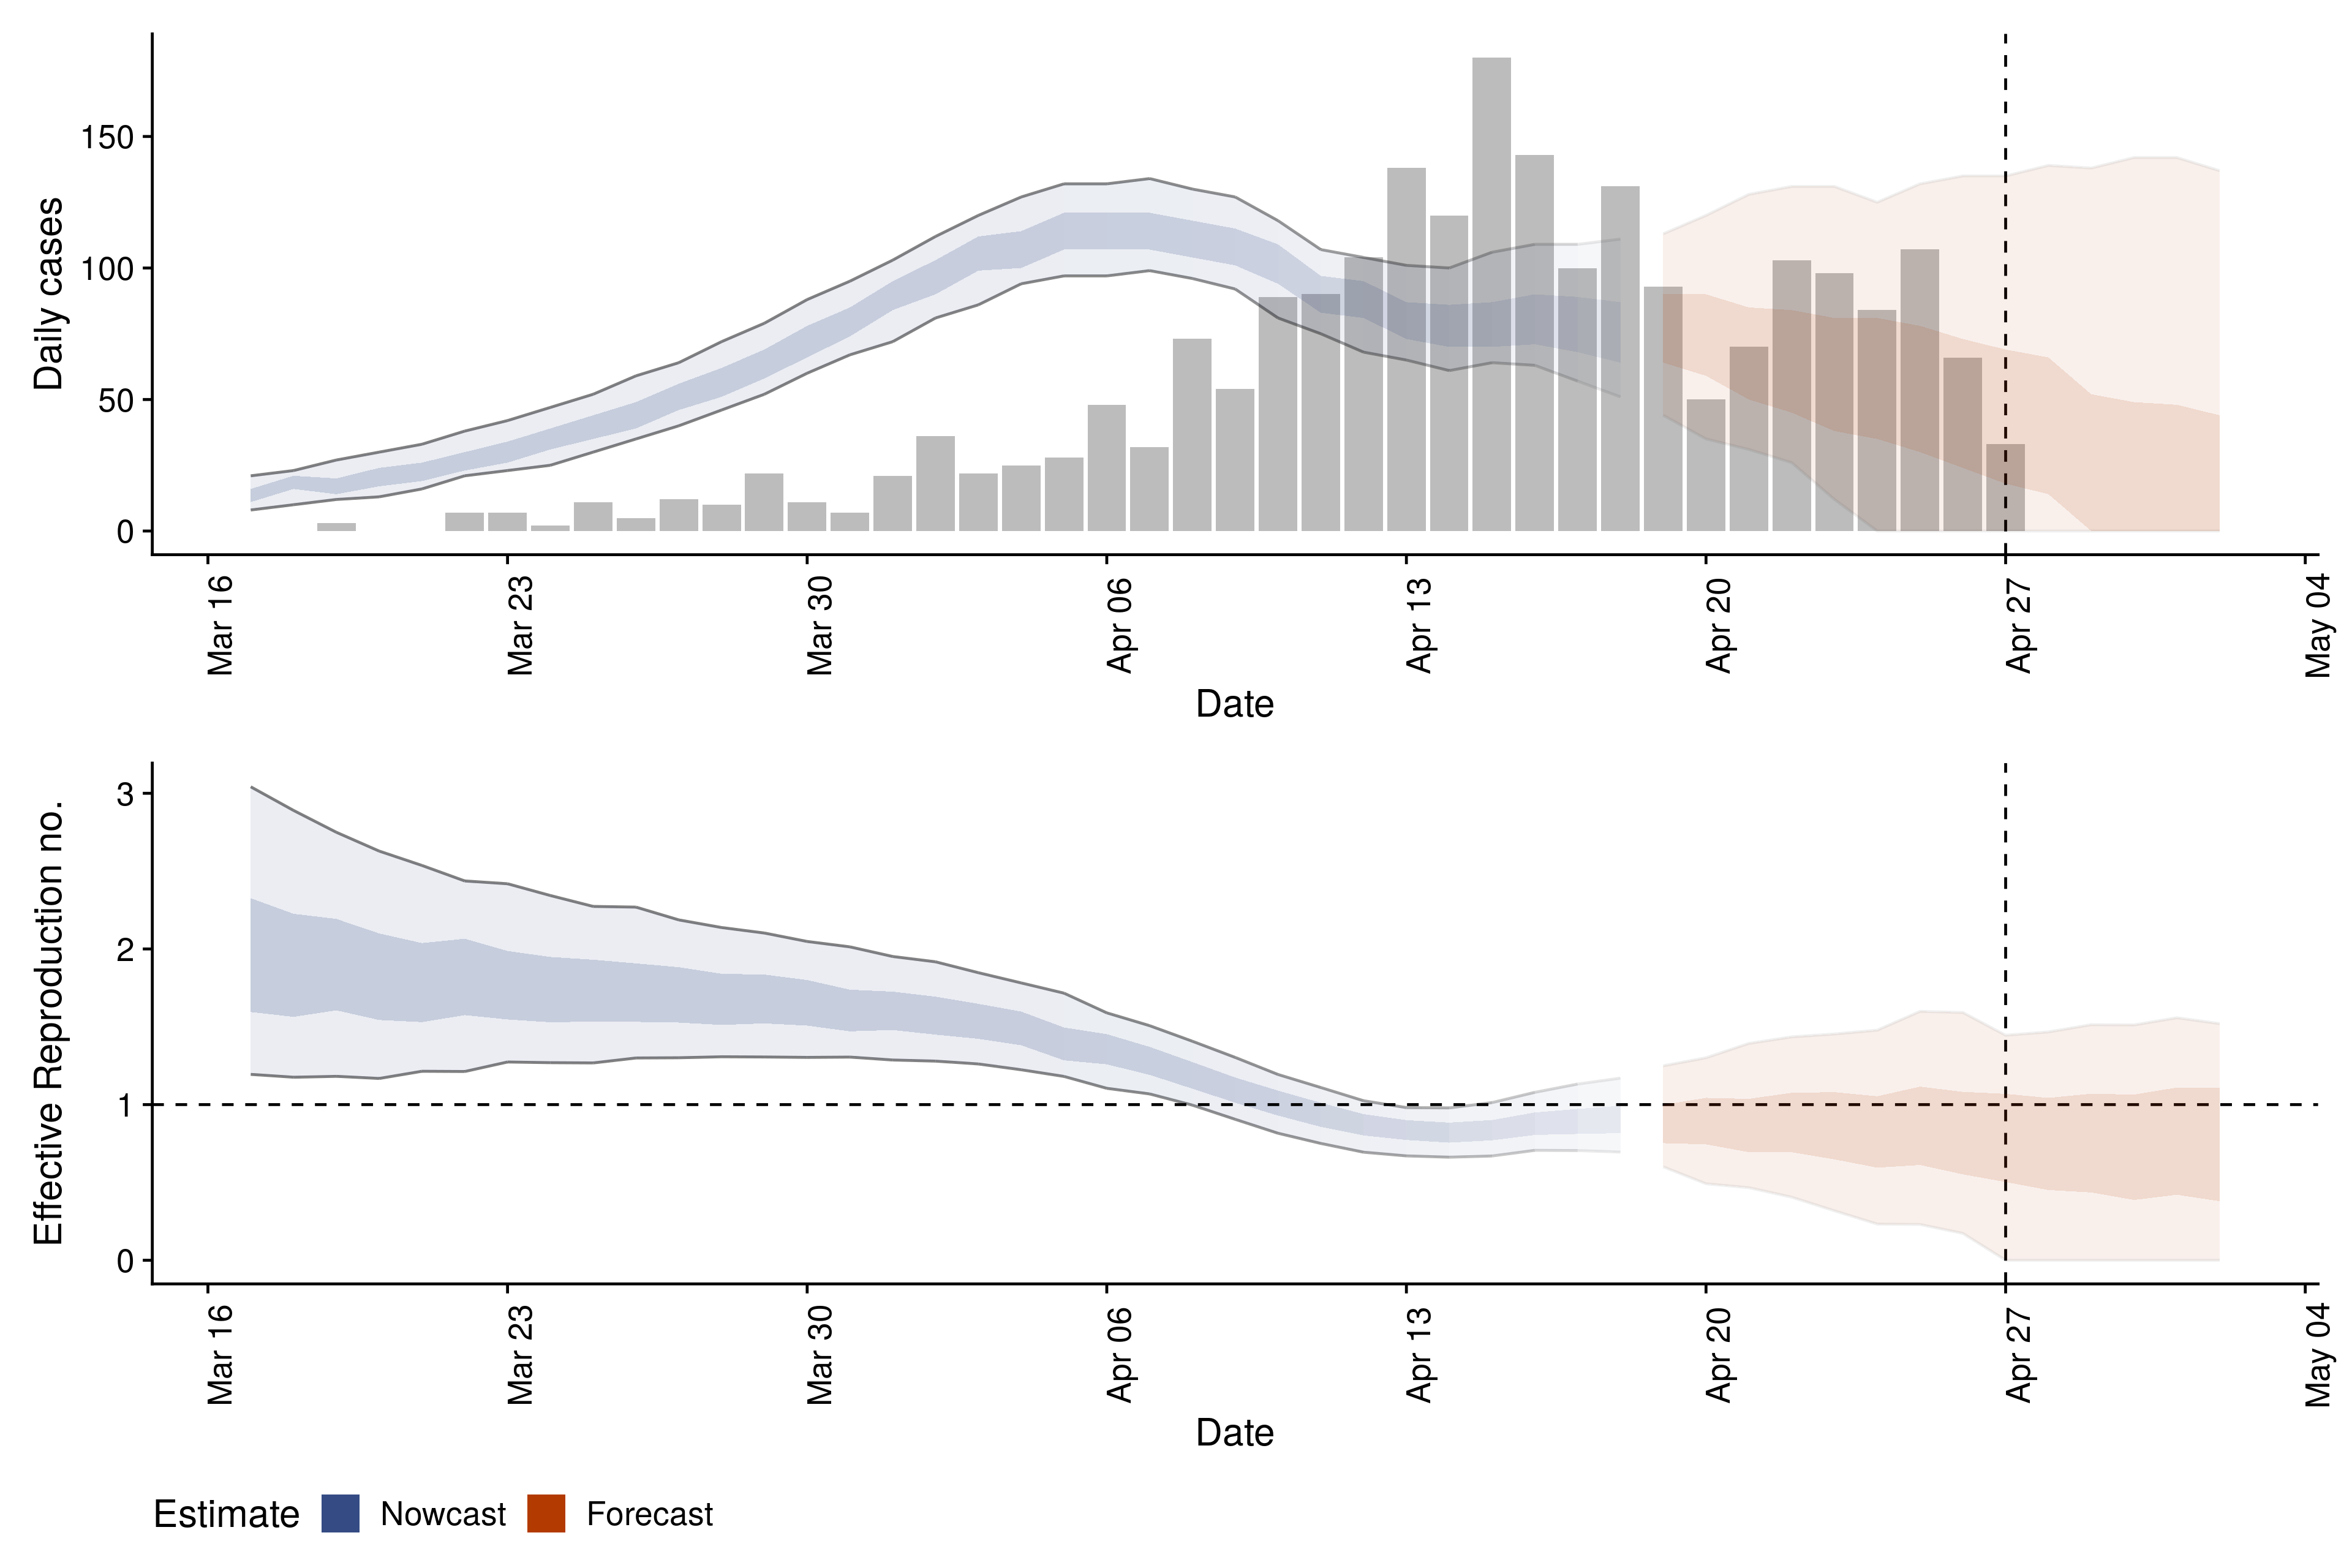 Daily cases
150
100
50
0
Mar 16
Mar 23
Mar 30
Apr 06
Apr 13
Apr 20
Apr 27
May 04
Date
Effective Reproduction no.
3
2
1
0
Mar 16
Mar 23
Mar 30
Apr 06
Apr 13
Apr 20
Apr 27
May 04
Date
Estimate Nowcast Forecast